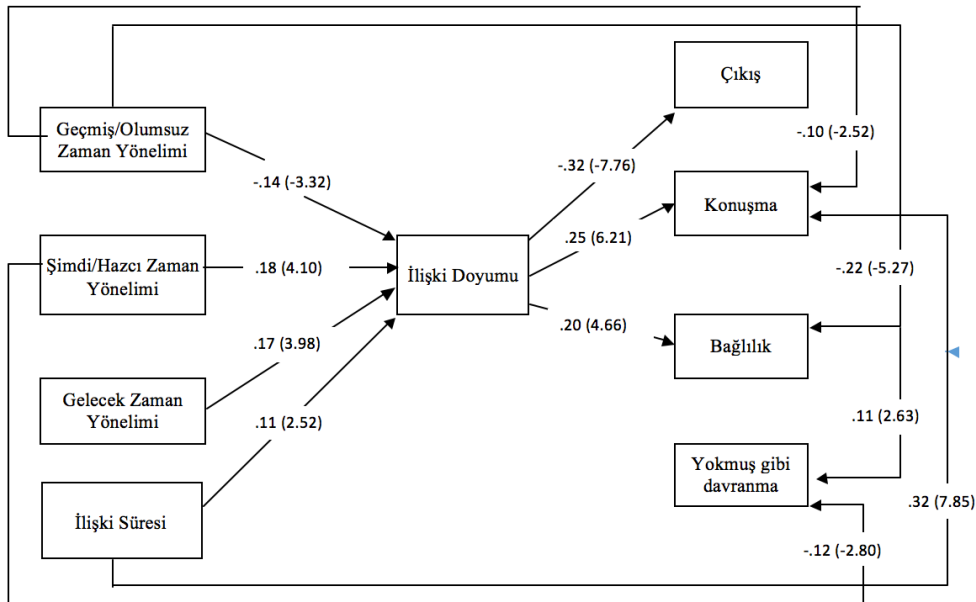 Çıkış
-.10 (-2.52)
Geçmiş/Olumsuz
Zaman Yönelimi
-.32 (-7.76)
-.14 (-3.32)
Konuşma
.25 (6.21)
Şimdi/Hazcı Zaman
Yönelimi
.18 (4.10)
İlişki Doyumu
-.22 (-5.27)
.20 (4.66)
.17 (3.98)
Bağlılık
Gelecek Zaman
Yönelimi
.11 (2.52)
.11 (2.63)
Yokmuş gibi
davranma
İlişki Süresi
.32 (7.85)
-.12 (-2.80)